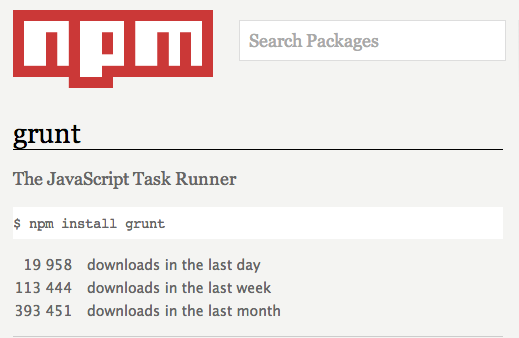 npm
Search Packages
grunt
The JavaScript Task Runner
$ npm install grunt
19 958 downloads in the last day
113 444 downloads in the last week
393 451 downloads in the last month